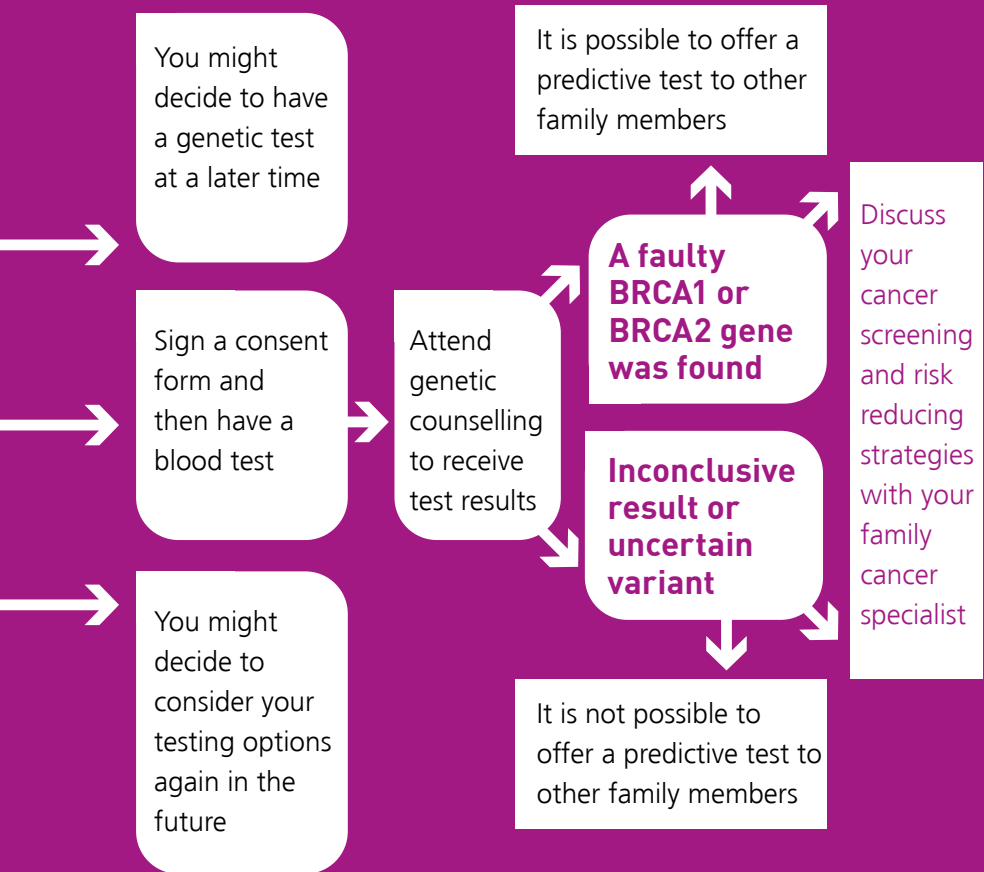 You might
decide to have
a genetic test
at a later time
Sign a consent
form and
then have a
blood test
You might
decide to
consider your
testing options
again in the
future
Attend
genetic
counselling
to receive
test results
It is possible to offer a
predictive test to other
family members
A faulty
BRCA1 or
BRCA2 gene
was found
Inconclusive
result or
uncertain
variant
It is not possible to
offer a predictive test to
other family members
Discuss
your
cancer
screening
and risk
reducing
strategies
with your
family
cancer
specialist